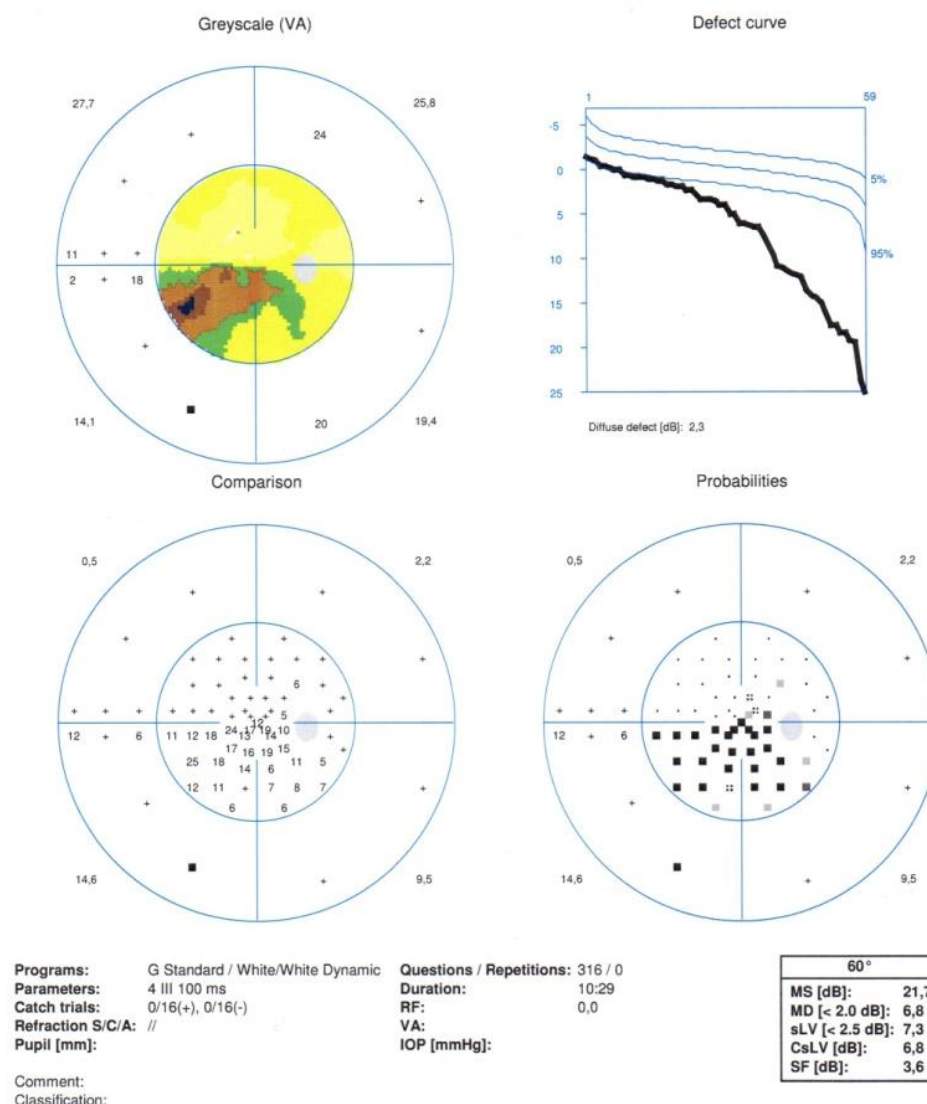 Greyscale (VA) Defect curve
1 59
27,7 25,8
24
-5
0
5%
11
5
2 18
95%
10
15
20
14,1 20 19,4
25
Diffuse defect [dB]: 2,3
Comparison Probabilities
0,5 2,2 0,5 2,2
6
5
12
12 6 11 12 18 24 17 19 10 12 6
13 14
17 16 19 15
25 18 11 5
14 6
12 11 7 8 7
6 6
14,6 9,5 14,6 9,5
Programs: G Standard / White/White Dynamic Questions / Repetitions: 316 / 0
Parameters: 4 III 100 ms Duration: 10:29
Catch trials: 0/16(+), 0/16(-) RF: 0,0
Refraction S/C/A: // VA:
Pupil [mm]: IOP [mmHg]:
60°
MS [dB]: 21,7
MD [< 2.0 dB]: 6,8
sLV [< 2.5 dB]: 7,3
CsLV [dB]: 6,8
SF [dB]: 3,6
Comment:
Classification: